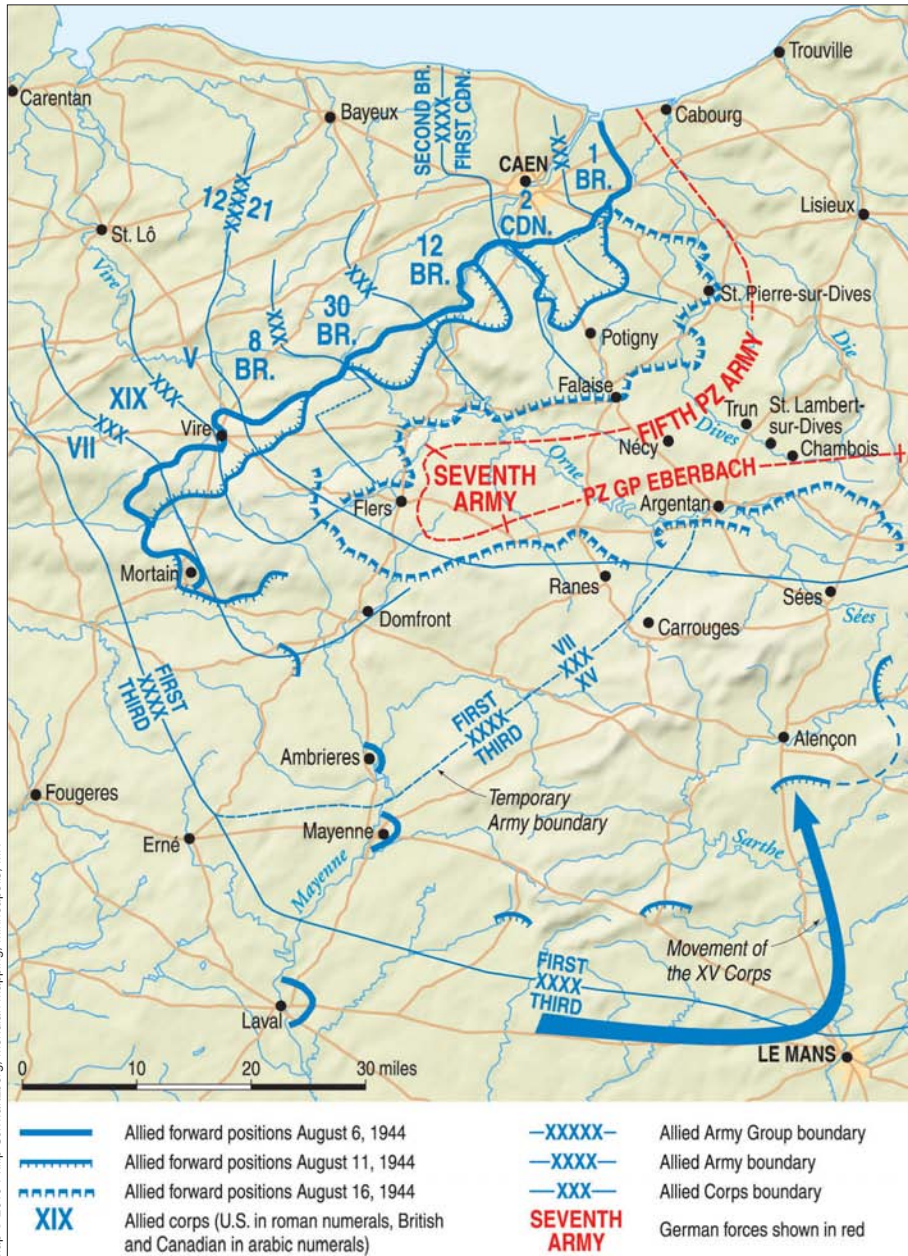 Trouville
Carentan
Bayeux
Cabourg
SECOND BR.
XXXX
FIRST CDN.
XXX
1
BR.
CAEN
2
CDN.
Lisieux
12 XXXXX 21
St. Lô
Vire
12
BR.
XXX
30
BR.
XXX
8
BR.
V
XXX
XIX
XXX
VII
Vire
St. Pierre-sur-Dives
Potigny
Die
Falaise
FIFTH PZ ARMY
Trun
St. Lambert-
sur-Dives
Dives
Nécy
Chambois
Orne
SEVENTH
ARMY
PZ GP EBERBACH
Flers
Argentan
Mortain
Ranes
Sées
Sées
Domfront
Carrouges
FIRST
XXXX
THIRD
VII
XXX
XV
FIRST
XXXX
THIRD
Alençon
Ambrieres
Fougeres
Temporary
Army boundary
Erné
Mayenne
Mayenne
Sarthe
Movement of
the XV Corps
FIRST
XXXX
THIRD
Laval
LE MANS
0 10 20 30 miles
Allied forward positions August 6, 1944
Allied forward positions August 11, 1944
Allied forward positions August 16, 1944
XIX Allied corps (U.S. in roman numerals, British
and Canadian in arabic numerals)
XXXXX Allied Army Group boundary
XXXX Allied Army boundary
XXX Allied Corps boundary
SEVENTH
ARMY
German forces shown in red